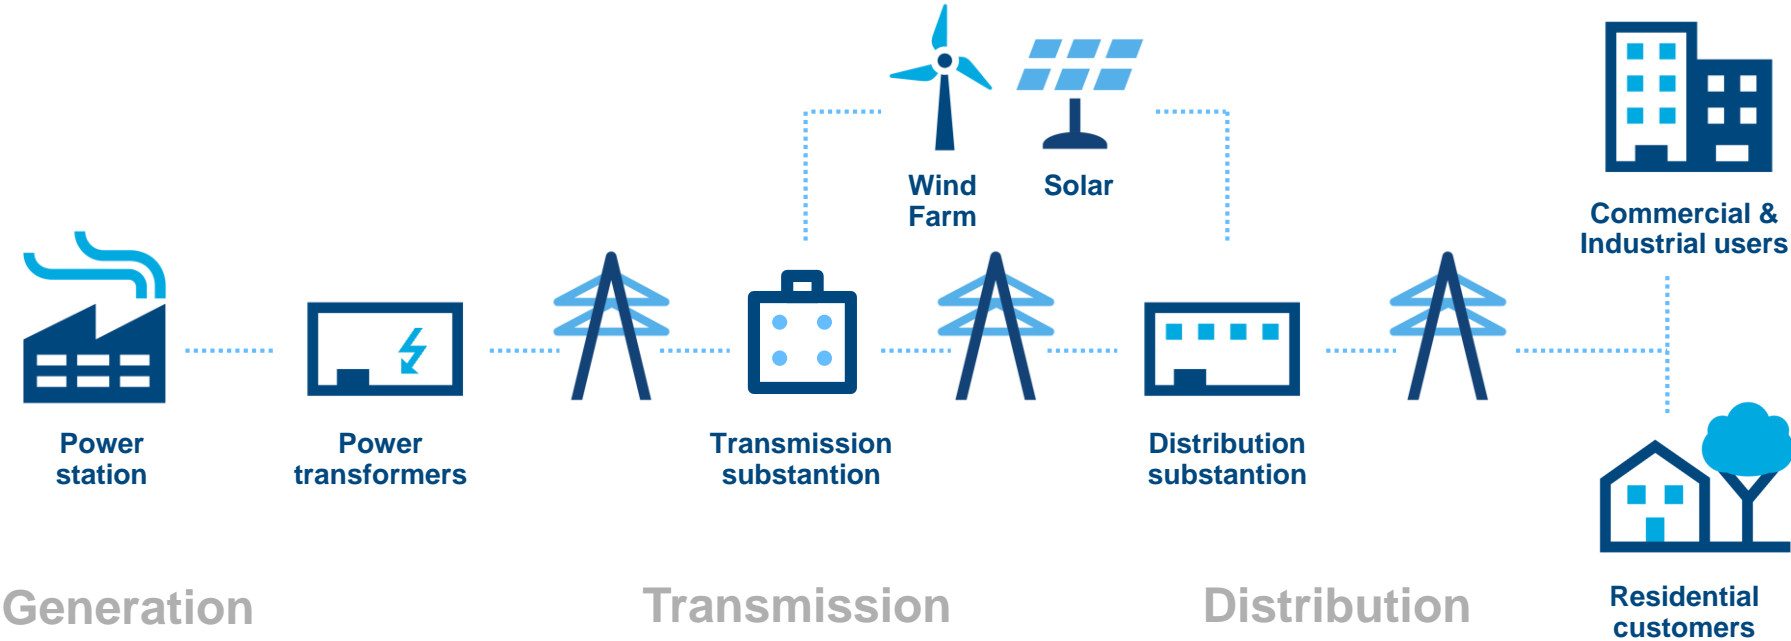 Wind
Farm
Solar
Commercial &
Industrial users
Power
station
Power
transformers
Transmission
substantion
Distribution
substantion
Residential
customers
Generation
Transmission
Distribution